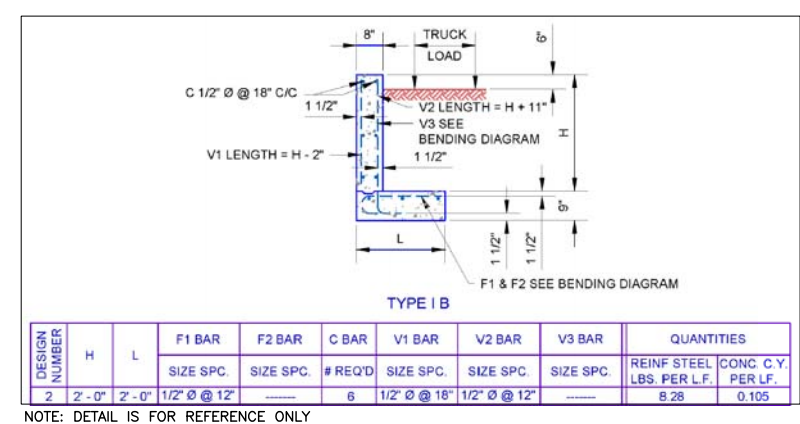 8"
TRUCK
LOAD
6"
C 1/2" Ø @ 18" C/C
1 1/2"
V2 LENGTH = H + 11"
V3 SEE
BENDING DIAGRAM
H
V1 LENGTH = H - 2"
1 1/2"
9"
L
1 1/2"
1 1/2"
F1 & F2 SEE BENDING DIAGRAM
TYPE I B
DESIGN NUMBER H L F1 BAR F2 BAR C BAR V1 BAR V2 BAR V3 BAR QUANTITIES
SIZE SPC. SIZE SPC. # REQ'D SIZE SPC. SIZE SPC. SIZE SPC. REINF STEEL LBS. PER L.F. CONC. C.Y. PER LF.
2 2' - 0" 2' - 0" 1/2" Ø @ 12" ------- 6 1/2" Ø @ 18" 1/2" Ø @ 12" ------- 8.28 0.105
NOTE: DETAIL IS FOR REFERENCE ONLY